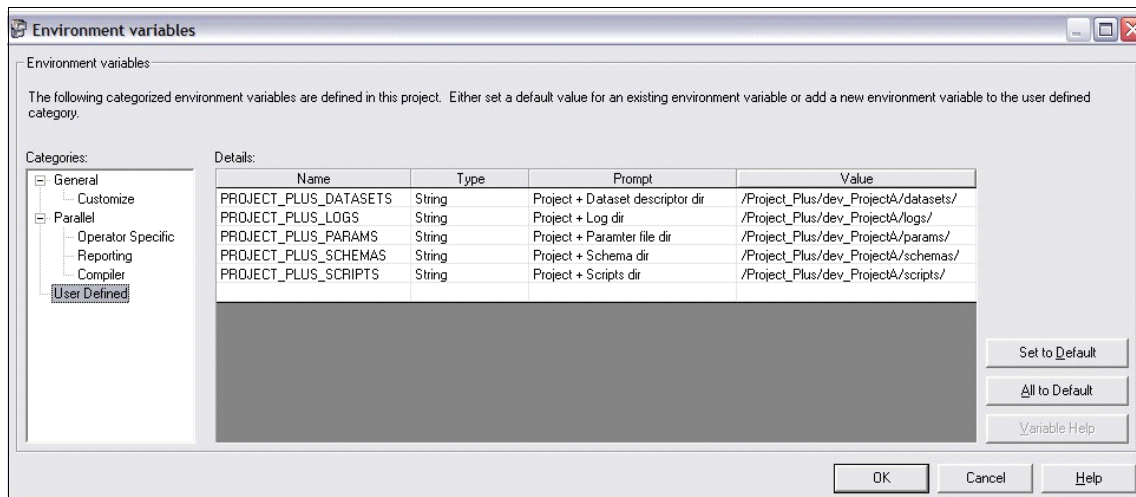 Environment variables
Environment variables
The following categorized environment variables are defined in this project. Either set a default value for an existing environment variable or add a new environment variable to the user defined
category.
Categories:
Details:
General
Customize
Parallel
Operator Specific
Reporting
Compiler
User Defined
Name Type Prompt Value
PROJECT_PLUS_DATASETS String Project + Dataset descriptor dir /Project_Plus/dev_ProjectA/datasets/
PROJECT_PLUS_LOGS String Project + Log dir /Project_Plus/dev_ProjectA/logs/
PROJECT_PLUS_PARAMS String Project + Paramter file dir /Project_Plus/dev_ProjectA/params/
PROJECT_PLUS_SCHEMAS String Project + Schema dir /Project_Plus/dev_ProjectA/schemas/
PROJECT_PLUS_SCRIPTS String Project + Scripts dir /Project_Plus/dev_ProjectA/scripts/
Set to Default
All to Default
Variable Help
OK Cancel Help